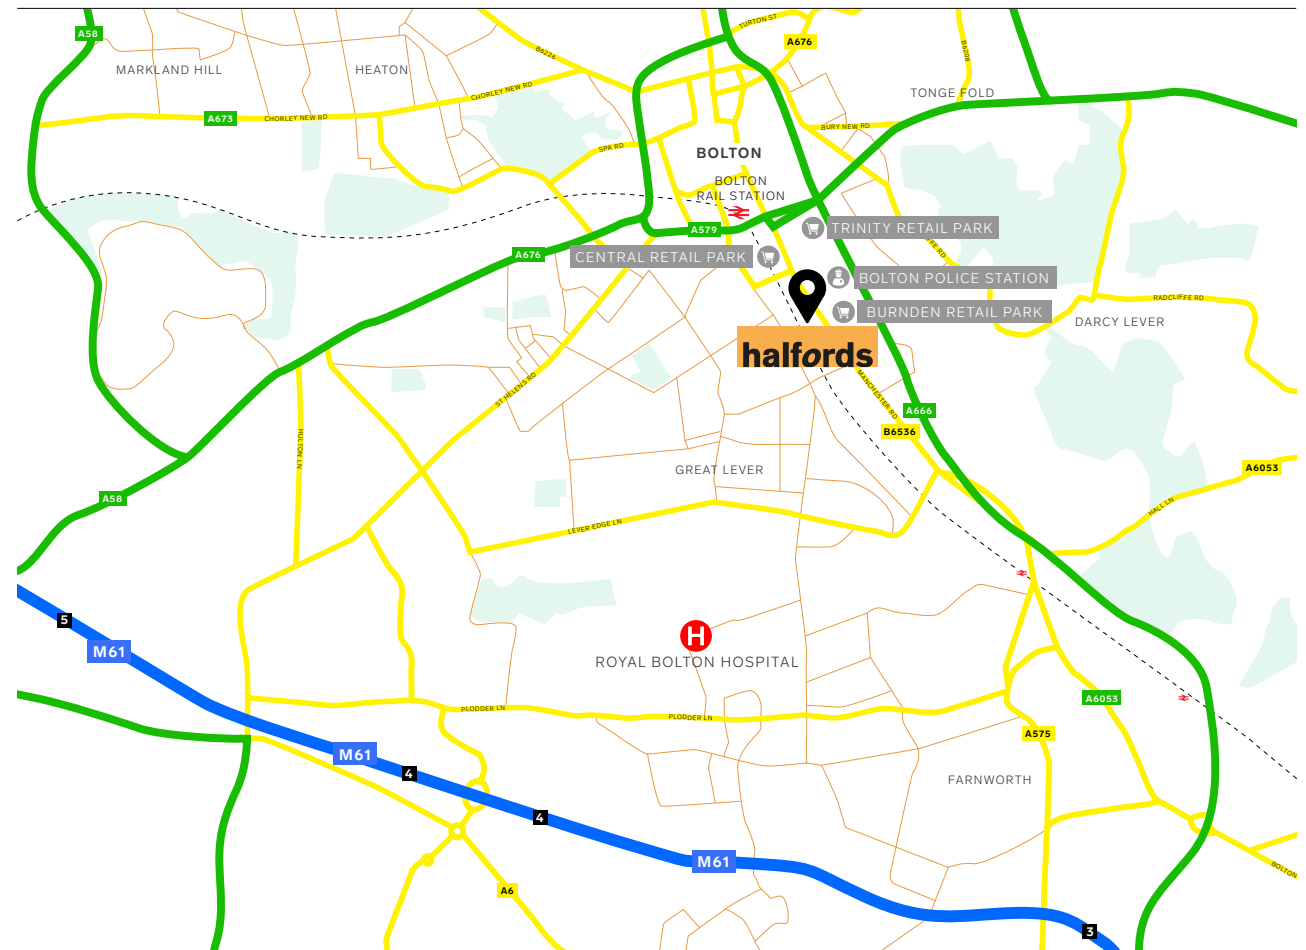 TURTON ST
A58
A676
B6226
B6208
MARKLAND HILL
HEATON
CHORLEY NEW RD
TONGE FOLD
A673
CHORLEY NEW RD
BURY NEW RD
SPA RD
BOLTON
BOLTON
RAIL STATION
A579
TRINITY RETAIL PARK
A676
CENTRAL RETAIL PARK
BOLTON POLICE STATION
RADCLIFFE RD
BURNDEN RETAIL PARK
DARCY LEVER
halfords
ST HELENS RD
MANCHESTER RD
A666
B6536
HULTON LN
GREAT LEVER
A6053
A58
HALL LN
LEVER EDGE LN
5
M61
H
ROYAL BOLTON HOSPITAL
A6053
PLODDER LN
PLODDER LN
A575
M61
4
FARNWORTH
4
M61
BOLTON
A6
3